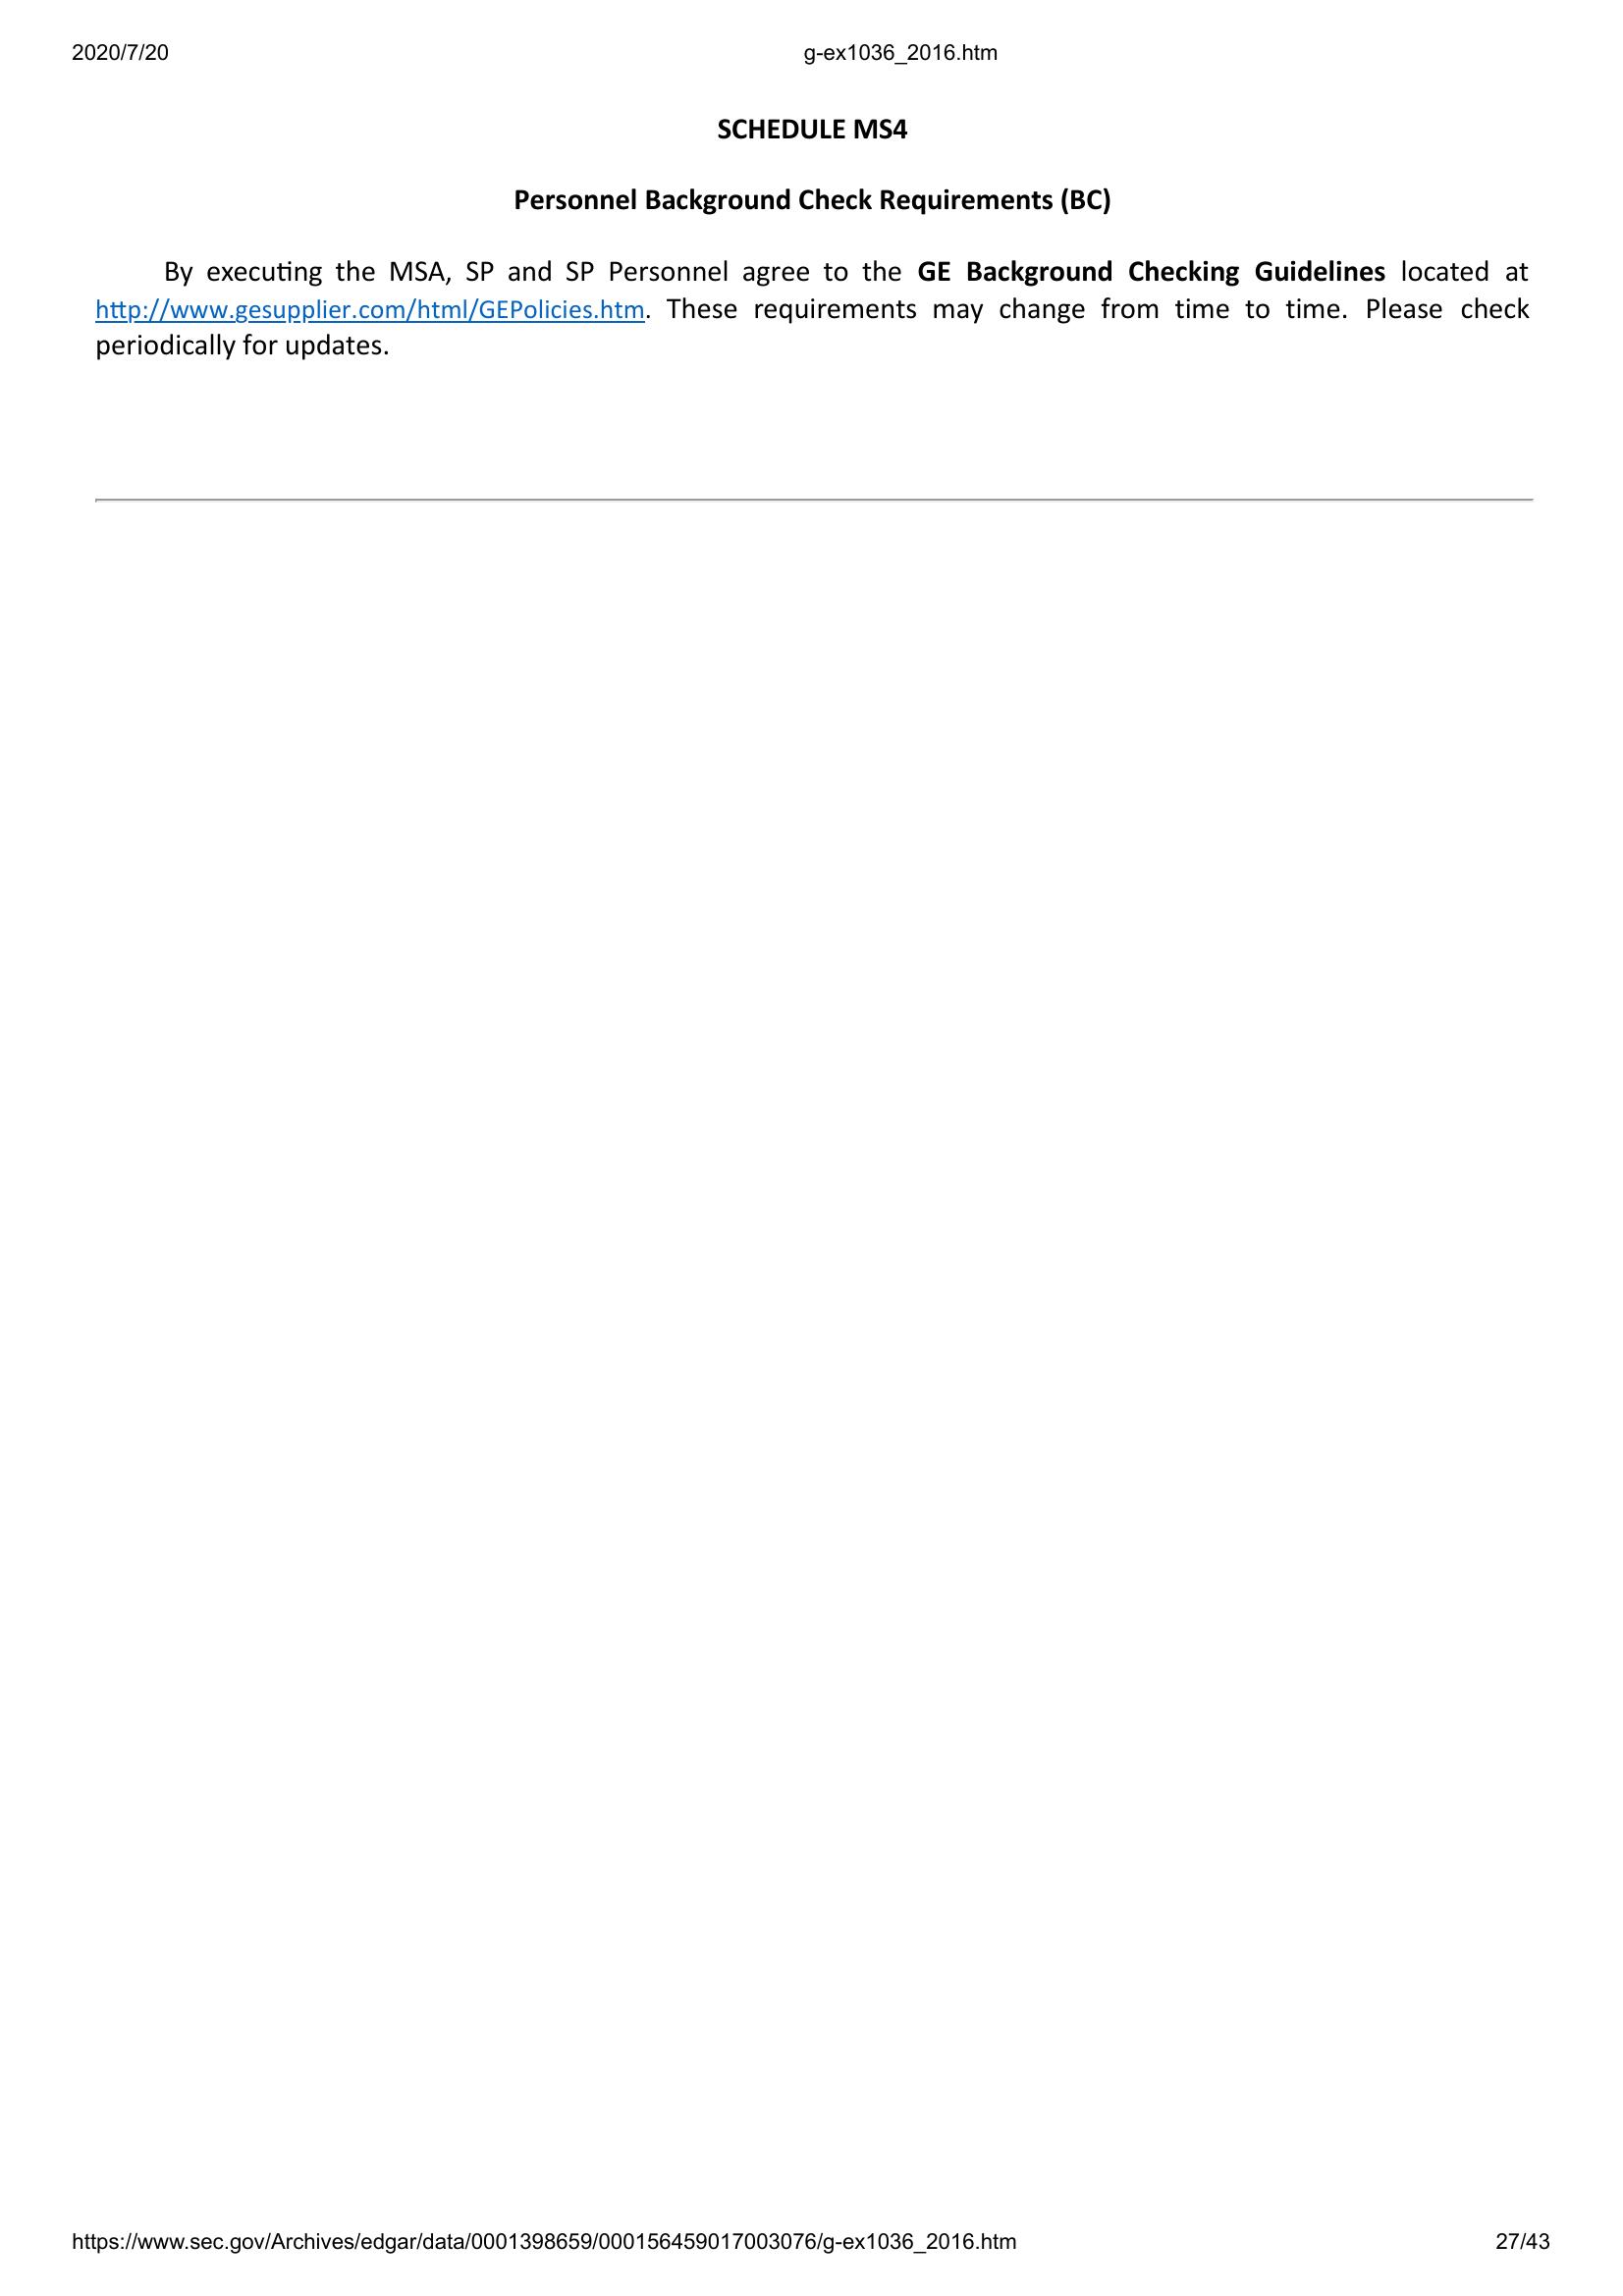 2020/7/20 g-ex1036_2016.htm
SCHEDULE MS4
Personnel Background Check Requirements (BC)
By executing the MSA, SP and SP Personnel agree to the GE Background Checking Guidelines located at
http://www.gesupplier.com/html/GEPolicies.htm. These requirements may change from time to time. Please check
periodically for updates.
https://www.sec.gov/Archives/edgar/data/0001398659/000156459017003076/g-ex1036_2016.htm 27/43